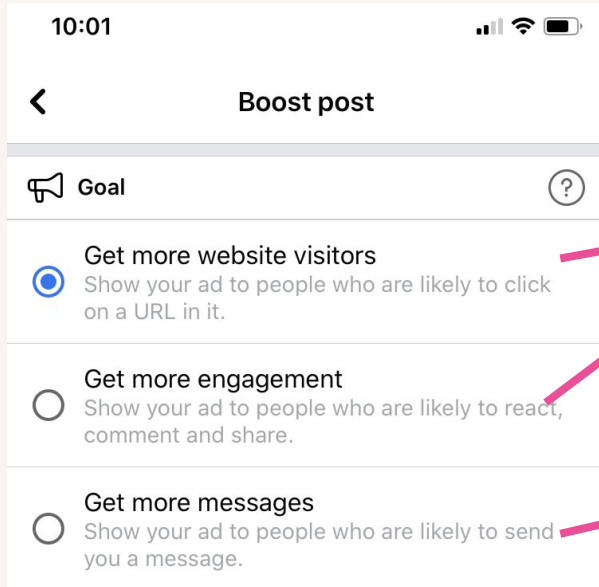 10:01
Boost post
Goal
?
Get more website visitors
Show your ad to people who are likely to click
on a URL in it.
Get more engagement
Show your ad to people who are likely to react,
comment and share.
Get more messages
Show your ad to people who are likely to send
you a message.